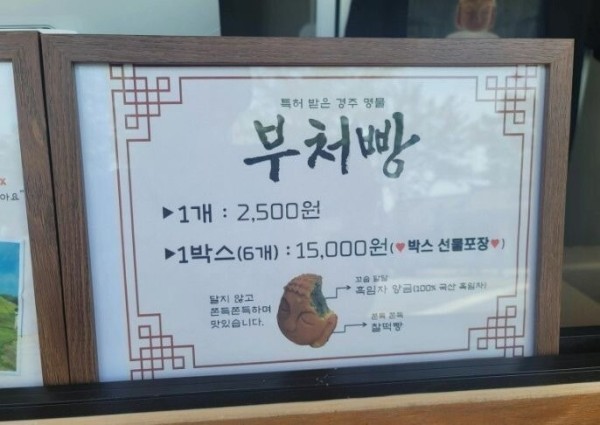 특허 받은 경주 명물
부처빵
▶1개 : 2,500원
▶1박스(6개) : 15,000원(♥박스 선물포장♥)
달지 않고
쫀득쫀득하며
맛있습니다.
꼬숩 달달
흑임자 앙금(100% 국산 흑임자)
쫀득 쫀득
찰떡빵